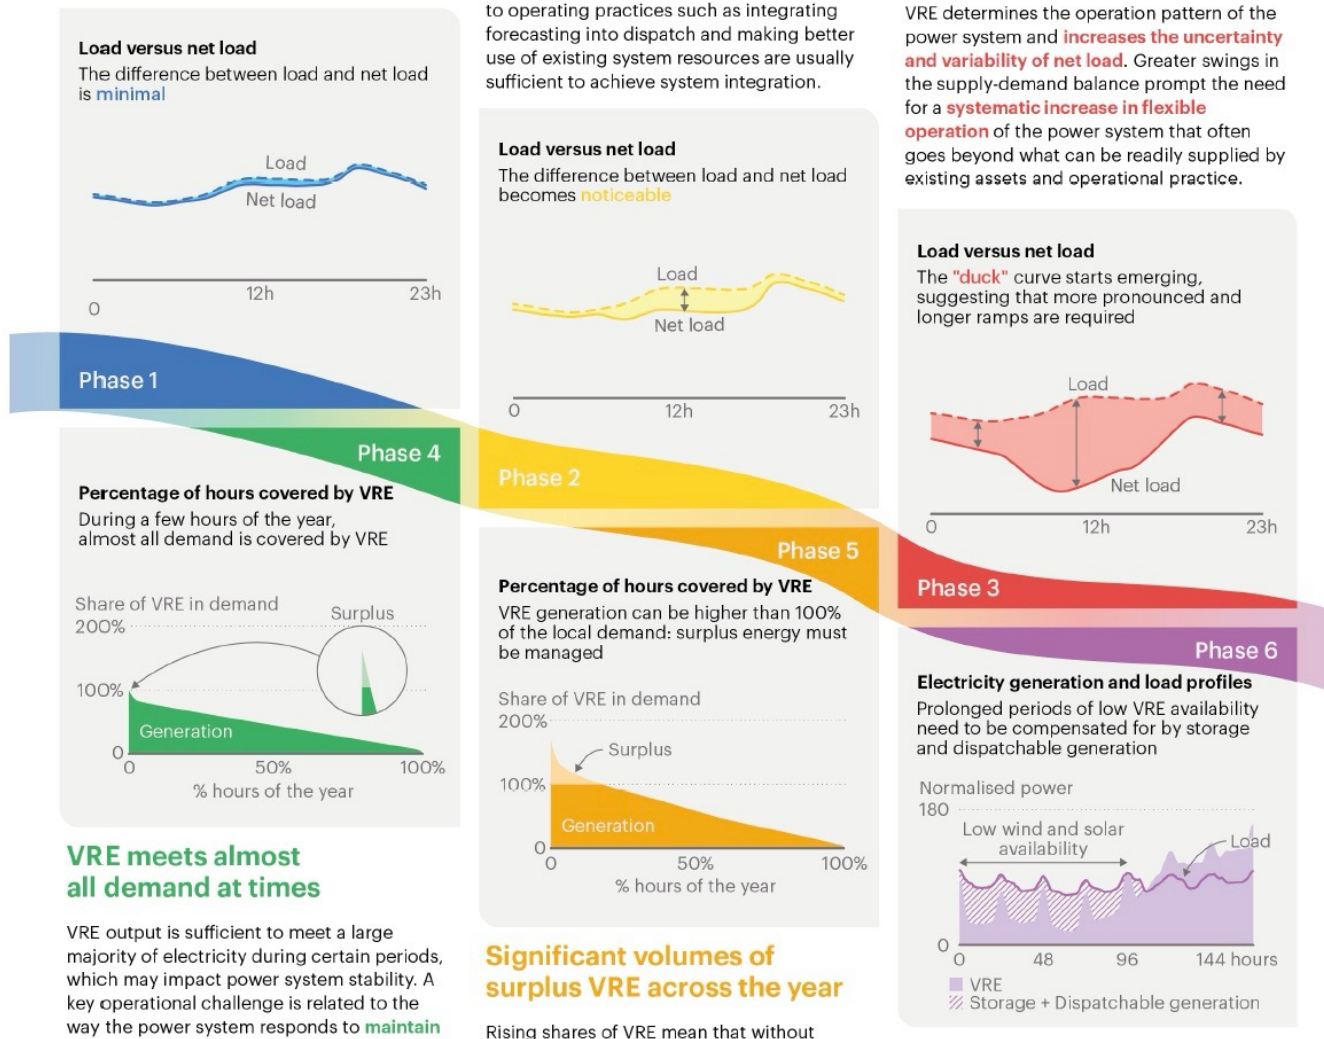 Load versus net load
The difference between load and net load
is minimal
Load
Net load
0
12h
23h
Phase 1
Phase 4
Percentage of hours covered by VRE
During a few hours of the year,
almost all demand is covered by VRE
Share of VRE in demand
200%
Surplus
100%
Generation
0
0
50%
100%
% hours of the year
VRE meets almost
all demand at times
VRE output is sufficient to meet a large
majority of electricity during certain periods,
which may impact power system stability. A
key operational challenge is related to the
way the power system responds to maintain
to operating practices such as integrating
forecasting into dispatch and making better
use of existing system resources are usually
sufficient to achieve system integration.
Load versus net load
The difference between load and net load
becomes noticeable
Load
Net load
0
12h
23h
Phase 2
Phase 5
Percentage of hours covered by VRE
VRE generation can be higher than 100%
of the local demand: surplus energy must
be managed
Share of VRE in demand
200%
Surplus
100%
Generation
0
0
50%
100%
% hours of the year
Significant volumes of
surplus VRE across the year
Rising shares of VRE mean that without
VRE determines the operation pattern of the
power system and increases the uncertainty
and variability of net load. Greater swings in
the supply-demand balance prompt the need
for a systematic increase in flexible
operation of the power system that often
goes beyond what can be readily supplied by
existing assets and operational practice.
Load versus net load
The "duck" curve starts emerging,
suggesting that more pronounced and
longer ramps are required
Load
Net load
0
12h
23h
Phase 3
Phase 6
Electricity generation and load profiles
Prolonged periods of low VRE availability
need to be compensated for by storage
and dispatchable generation
Normalised power
180
Low wind and solar
availability
Load
0
0
48
96
144 hours
VRE
Storage + Dispatchable generation